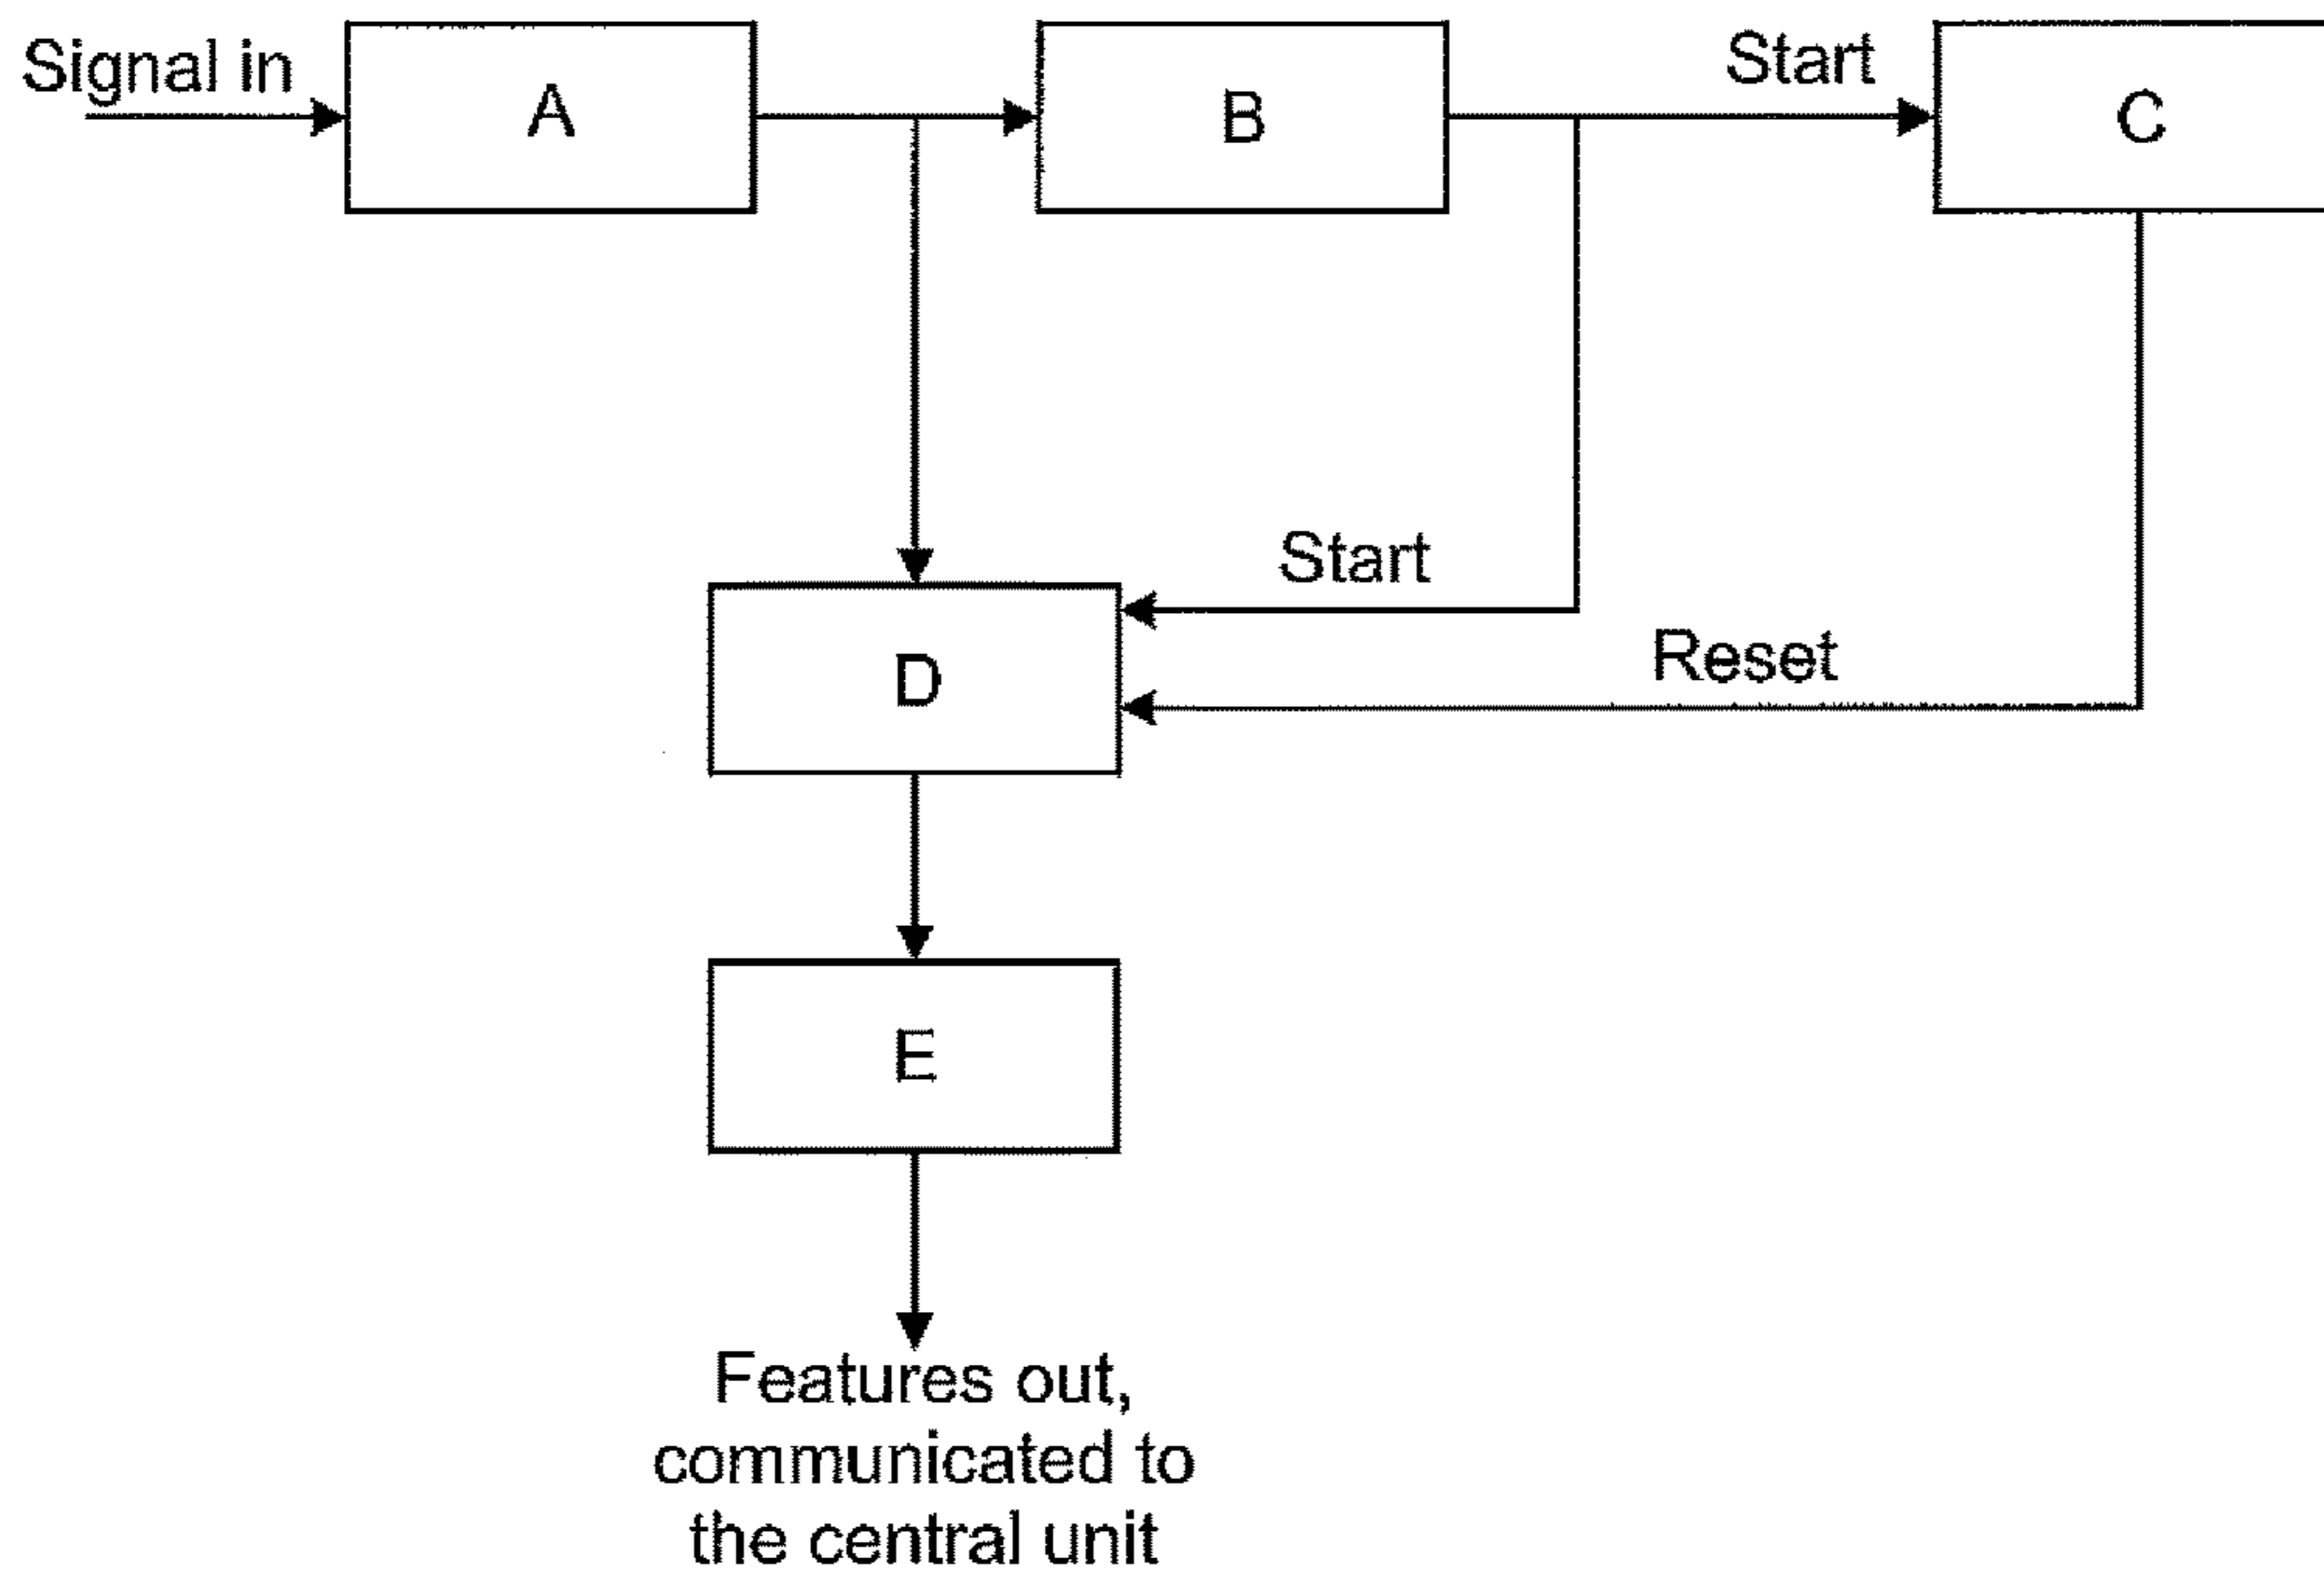 Signal in
A
B
Start
C
Start
D
Reset
E
Features out,
communicated to
the central unit